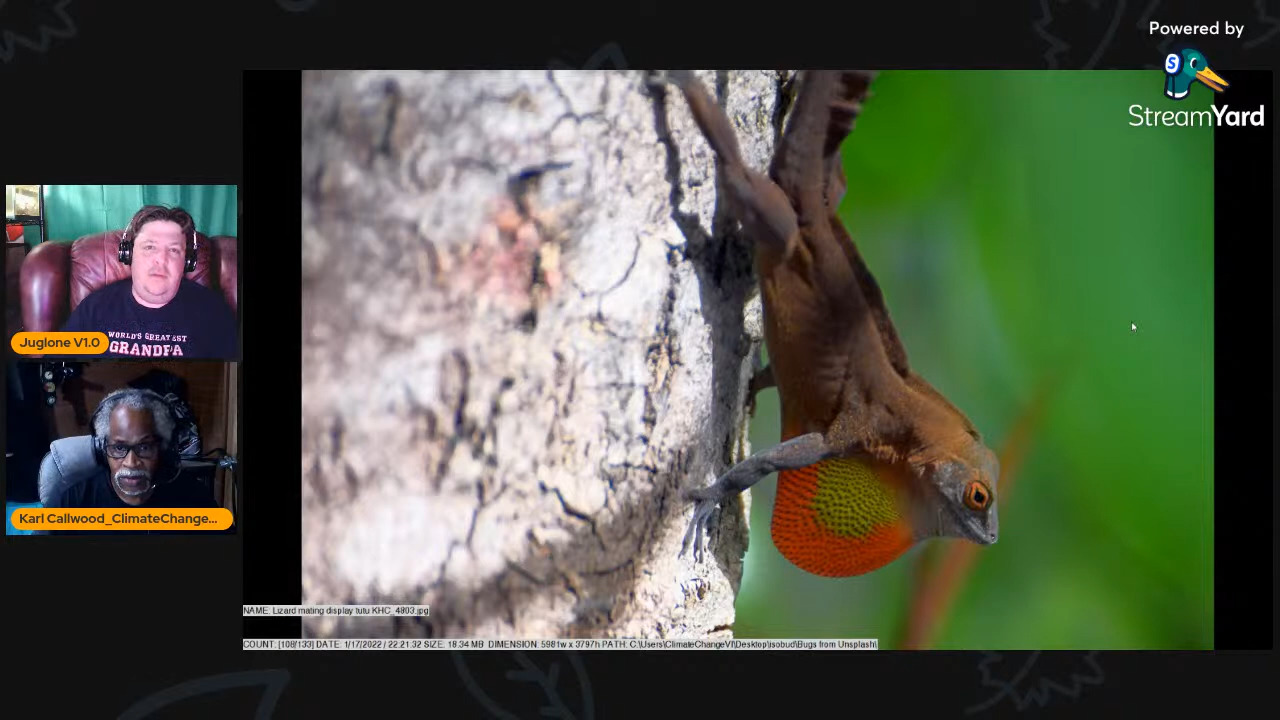 Powered by
S
StreamYard
WORLD'S GREATEST
GRANDPA
Juglone V1.0
Karl Callwood_ClimateChange...
NAME: Lizard mating display tutu KHC_4803.jpg
COUNT: [108/133] DATE: 1/17/2022 / 22.21.32 SIZE: 18.34 MB DIMENSION: 5981w x 3797h PATH: C:\Users\ClimateChangeVI\Desktop\isobud\Bugs from Unsplash\